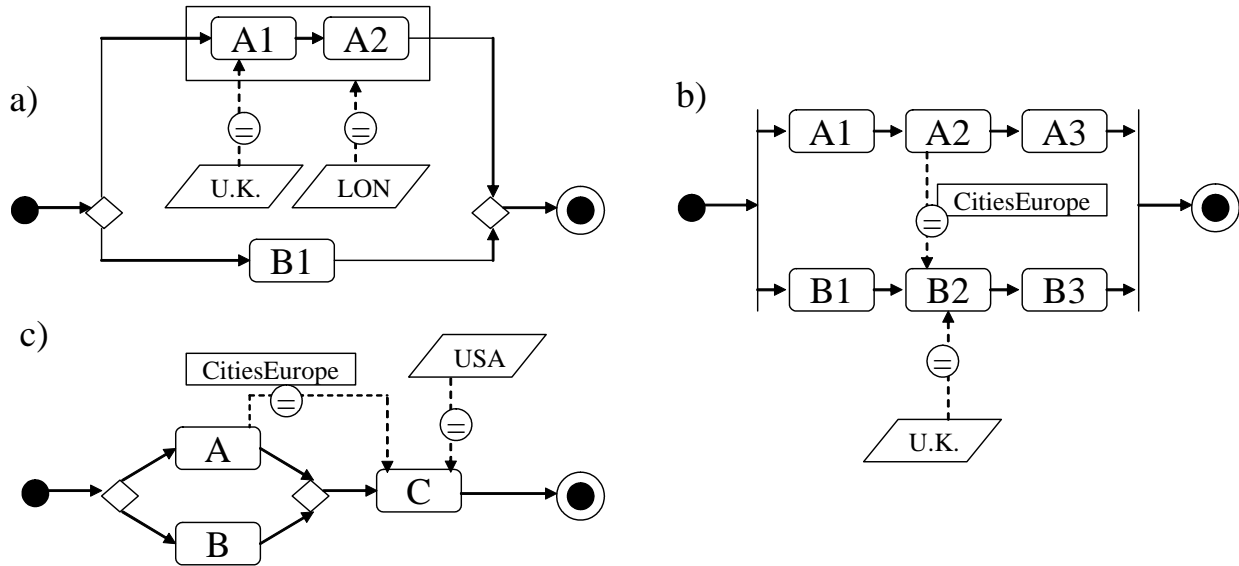 a)
A1 A2
=
=
U.K.
LON
B1
b)
A1 A2 A3
CitiesEurope
=
B1 B2 B3
=
U.K.
c)
CitiesEurope
=
USA
=
A
C
B